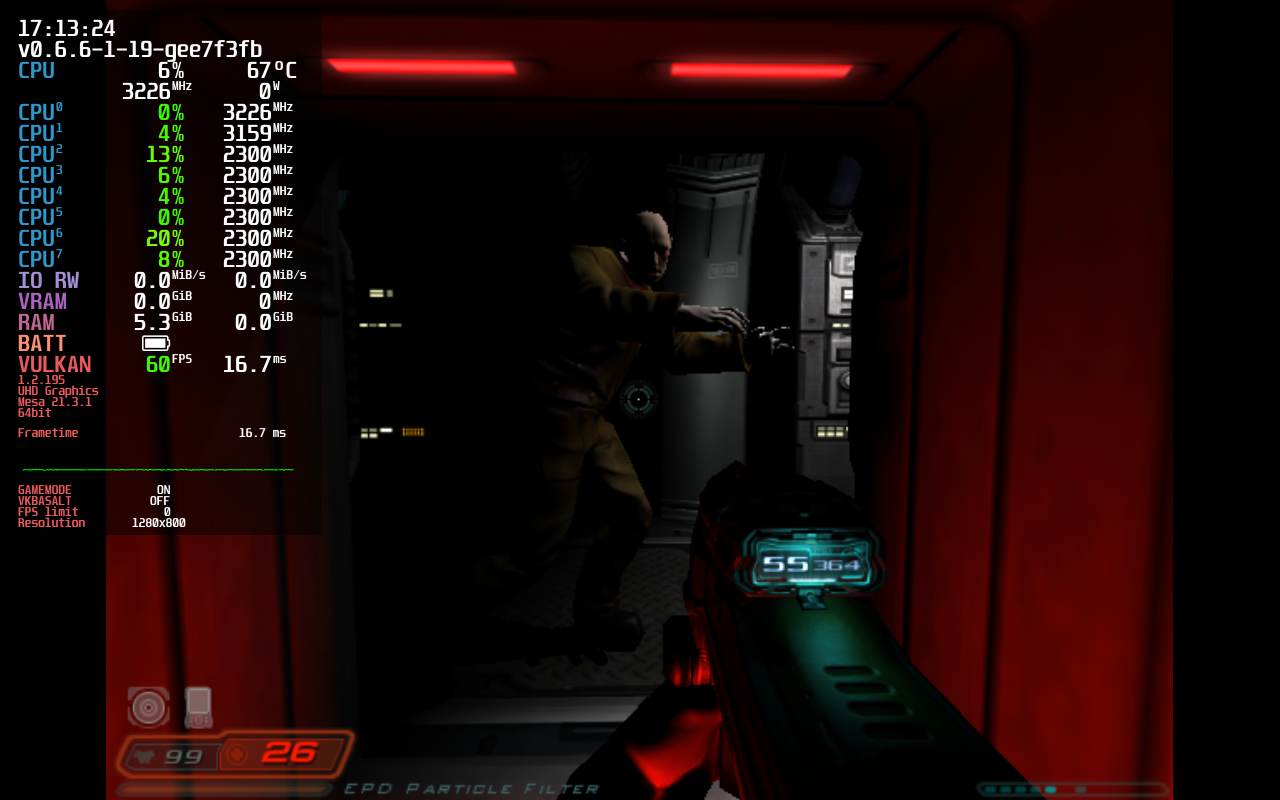 17:13:24
v0.6.6-1-19-gee7f3fb
CPU 6% 67°C
3226MHz 0W
CPU0 0% 3226MHz
CPU1 4% 3159MHz
CPU2 13% 2300MHz
CPU3 6% 2300MHz
CPU4 4% 2300MHz
CPU5 0% 2300MHz
CPU6 20% 2300MHz
CPU7 8% 2300MHz
IO RW 0.0MiB/s 0.0MiB/s
VRAM 0.0GiB 0MHz
RAM 5.3GiB 0.0GiB
BATT
VULKAN 60FPS 16.7ms
1.2.195
UHD Graphics
Mesa 21.3.1
64bit
Frametime 16.7 ms
GAMEMODE ON
VKBASALT OFF
FPS limit 0
Resolution 1280x800
55 364
99 26
EPD Particle Filter